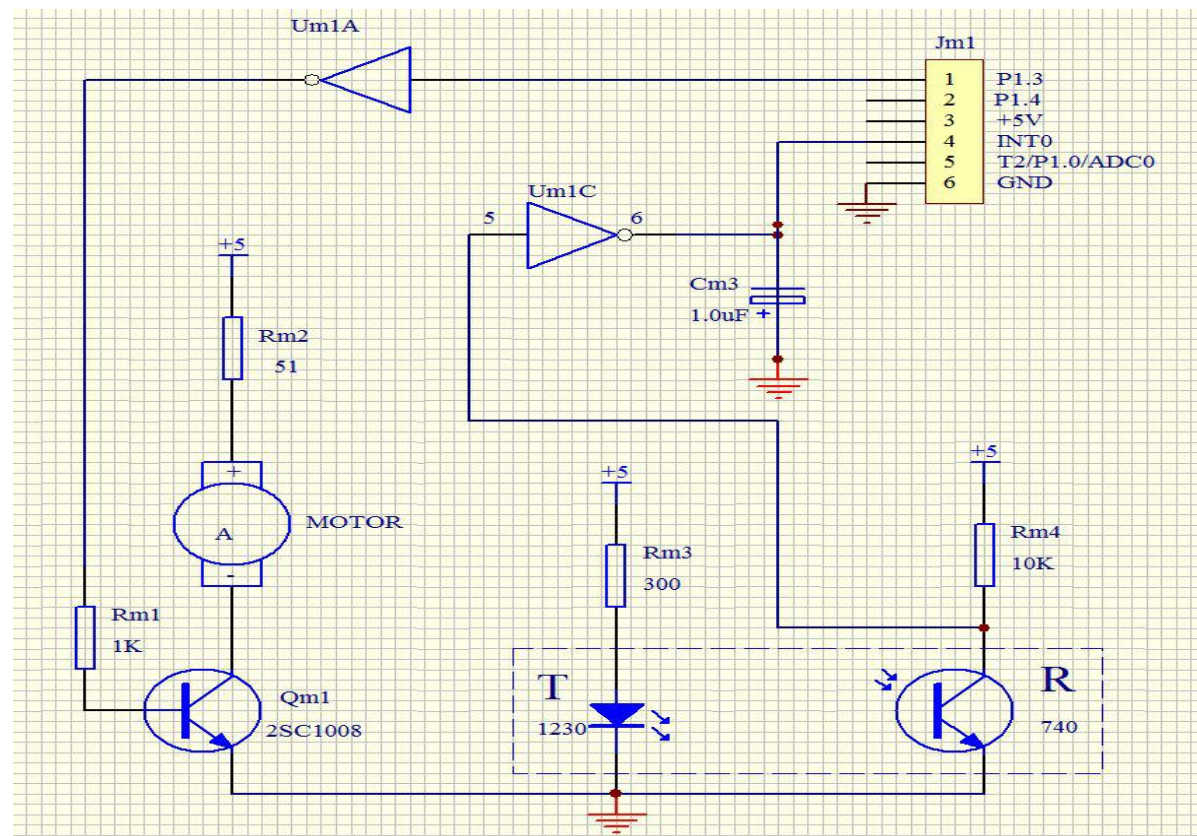 Um1A
Jm1
1 P1.3
2 P1.4
3 +5V
4 INT0
5 T2/P1.0/ADC0
6 GND
Um1C
5 6
+5
Cm3
1.0uF +
Rm2
51
+
A MOTOR
-
+5
+5
Rm3
300
Rm4
10K
Rm1
1K
T
1230
R
740
Qm1
2SC1008